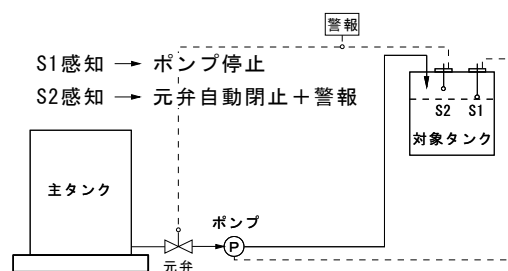 警報
S1感知 → ポンプ停止
S2感知 → 元弁自動閉止+警報
S2 S1
対象タンク
主タンク
ポンプ
P
元弁